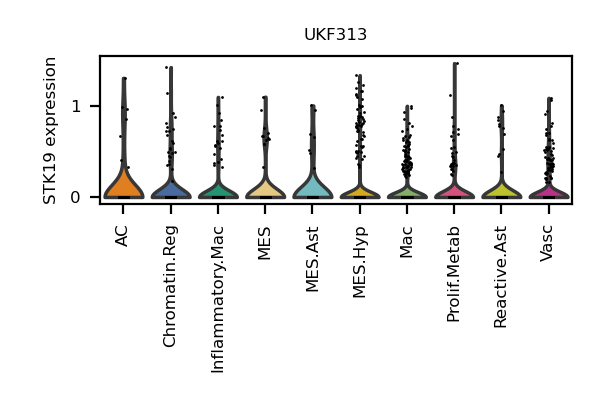 UKF313
STK19 expression
1
0
AC
Chromatin.Reg
Inflammatory.Mac
MES
MES.Ast
MES.Hyp
Mac
Prolif.Metab
Reactive.Ast
Vasc